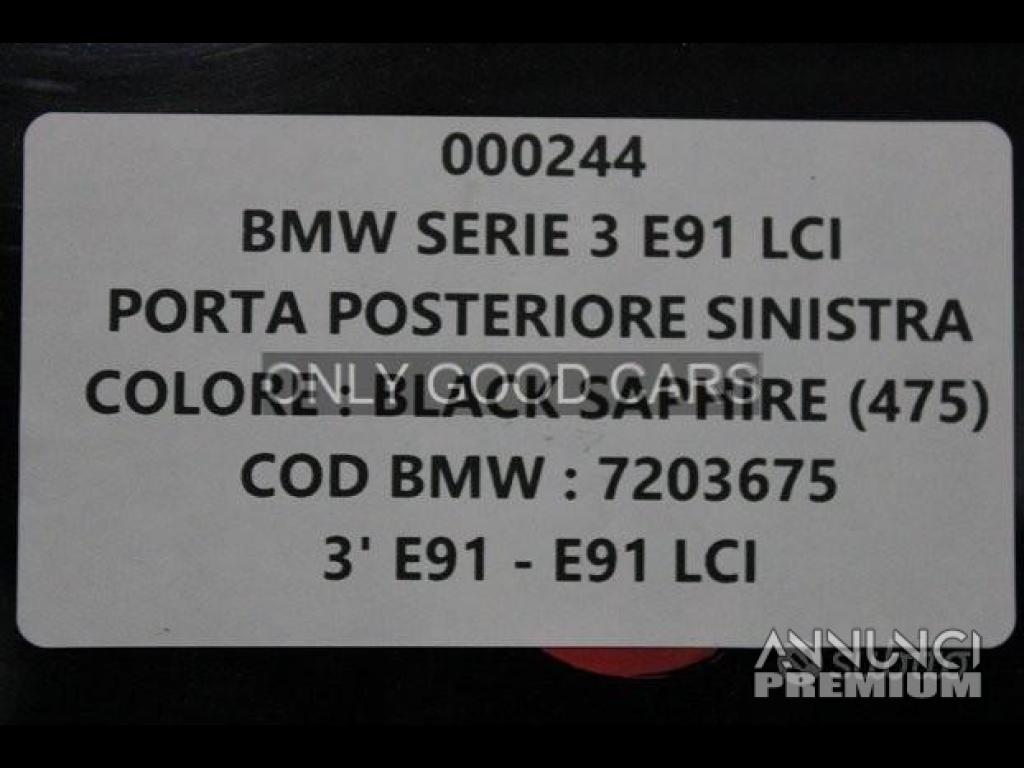 000244
BMW SERIE 3 E91 LCI
PORTA POSTERIORE SINISTRA
ONLY GOOD CARS
COLORE : BLACK SAPHIRE (475)
COD BMW : 7203675
3' E91 - E91 LCI
ANNUNCI
PREMIUM